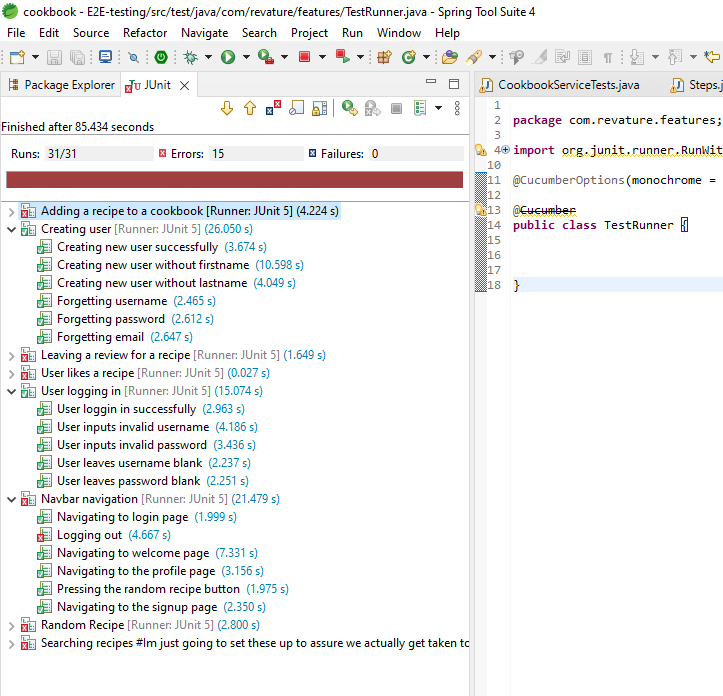 cookbook - E2E-testing/src/test/java/com/revature/features/TestRunner.java - Spring Tool Suite 4
File Edit Source Refactor Navigate Search Project Run Window Help
Package Explorer JUnit
Finished after 85.434 seconds
Runs: 31/31 Errors: 15 Failures: 0
Adding a recipe to a cookbook [Runner: JUnit 5] (4.224 s)
Creating user [Runner: JUnit 5] (26.050 s)
Creating new user successfully (3.674 s)
Creating new user without firstname (10.598 s)
Creating new user without lastname (4.049 s)
Forgetting username (2.465 s)
Forgetting password (2.612 s)
Forgetting email (2.647 s)
Leaving a review for a recipe [Runner: JUnit 5] (1.649 s)
User likes a recipe [Runner: JUnit 5] (0.027 s)
User logging in [Runner: JUnit 5] (15.074 s)
User loggin in successfully (2.963 s)
User inputs invalid username (4.186 s)
User inputs invalid password (3.436 s)
User leaves username blank (2.237 s)
User leaves password blank (2.251 s)
Navbar navigation [Runner: JUnit 5] (21.479 s)
Navigating to login page (1.999 s)
Logging out (4.667 s)
Navigating to welcome page (7.331 s)
Navigating to the profile page (3.156 s)
Pressing the random recipe button (1.975 s)
Navigating to the signup page (2.350 s)
Random Recipe [Runner: JUnit 5] (2.800 s)
Searching recipes #Im just going to set these up to assure we actually get taken to
CookbookServiceTests.java Steps.j
1
2 package com.revature.features;
3
4 import org.junit.runner.RunWit
10
11 @CucumberOptions(monochrome =
12
13 @Cucumber
14 public class TestRunner {
15
16
17
18 }